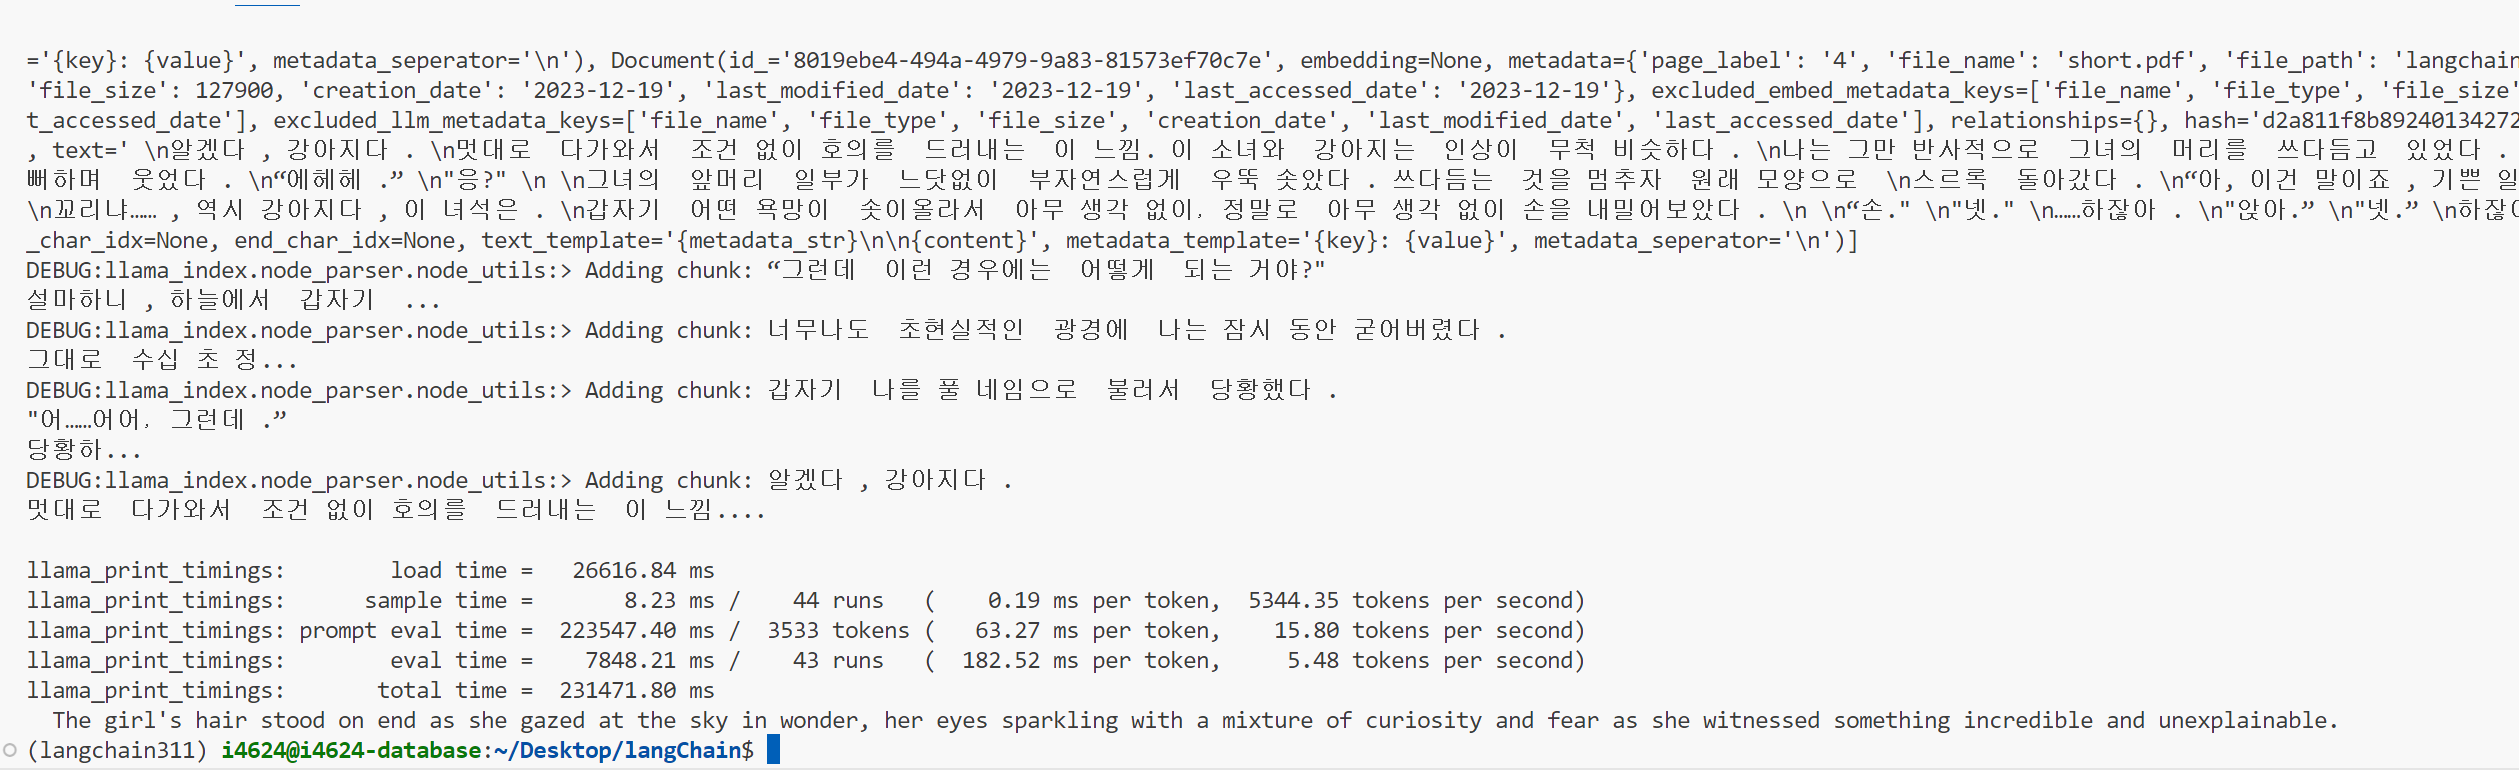 ='{key}: {value}', metadata_seperator='\n'), Document(id_='8019ebe4-494a-4979-9a83-81573ef70c7e', embedding=None, metadata={'page_label': '4', 'file_name': 'short.pdf', 'file_path': 'langchain
'file_size': 127900, 'creation_date': '2023-12-19', 'last_modified_date': '2023-12-19', 'last_accessed_date': '2023-12-19'}, excluded_embed_metadata_keys=['file_name', 'file_type', 'file_size'
t_accessed_date'], excluded_llm_metadata_keys=['file_name', 'file_type', 'file_size', 'creation_date', 'last_modified_date', 'last_accessed_date'], relationships={}, hash='d2a811f8b89240134272
, text=' \n알겠다 , 강아지다 . \n멋대로  다가와서  조건 없이 호의를  드러내는  이 느낌. 이 소녀와  강아지는  인상이  무척 비슷하다 . \n나는 그만 반사적으로  그녀의  머리를  쓰다듬고  있었다 .
뻐하며  웃었다 . \n“에헤헤 .” \n"응?" \n \n그녀의  앞머리  일부가  느닷없이  부자연스럽게  우뚝 솟았다 . 쓰다듬는  것을 멈추자  원래 모양으로  \n스르륵  돌아갔다 . \n“아, 이건 말이죠 , 기쁜 일
\n꼬리냐…… , 역시 강아지다 , 이 녀석은 . \n갑자기  어떤 욕망이  솟이올라서  아무 생각 없이, 정말로  아무 생각 없이 손을 내밀어보았다 . \n \n“손." \n"넷." \n……하잖아 . \n"앉아.” \n"넷.” \n하잖아
_char_idx=None, end_char_idx=None, text_template='{metadata_str}\n\n{content}', metadata_template='{key}: {value}', metadata_seperator='\n')]
DEBUG:llama_index.node_parser.node_utils:> Adding chunk: “그런데  이런 경우에는  어떻게  되는 거야?"
설마하니 , 하늘에서  갑자기  ...
DEBUG:llama_index.node_parser.node_utils:> Adding chunk: 너무나도  초현실적인  광경에  나는 잠시 동안 굳어버렸다 .
그대로  수십 초 정...
DEBUG:llama_index.node_parser.node_utils:> Adding chunk: 갑자기  나를 풀 네임으로  불러서  당황했다 .
"어……어어, 그런데 .”
당황하...
DEBUG:llama_index.node_parser.node_utils:> Adding chunk: 알겠다 , 강아지다 .
멋대로  다가와서  조건 없이 호의를  드러내는  이 느낌....
llama_print_timings:        load time =   26616.84 ms
llama_print_timings:      sample time =       8.23 ms /    44 runs   (    0.19 ms per token,  5344.35 tokens per second)
llama_print_timings: prompt eval time =  223547.40 ms /  3533 tokens (   63.27 ms per token,    15.80 tokens per second)
llama_print_timings:        eval time =    7848.21 ms /    43 runs   (  182.52 ms per token,     5.48 tokens per second)
llama_print_timings:       total time =  231471.80 ms
The girl's hair stood on end as she gazed at the sky in wonder, her eyes sparkling with a mixture of curiosity and fear as she witnessed something incredible and unexplainable.
(langchain311) i4624@i4624-database:~/Desktop/langChain$